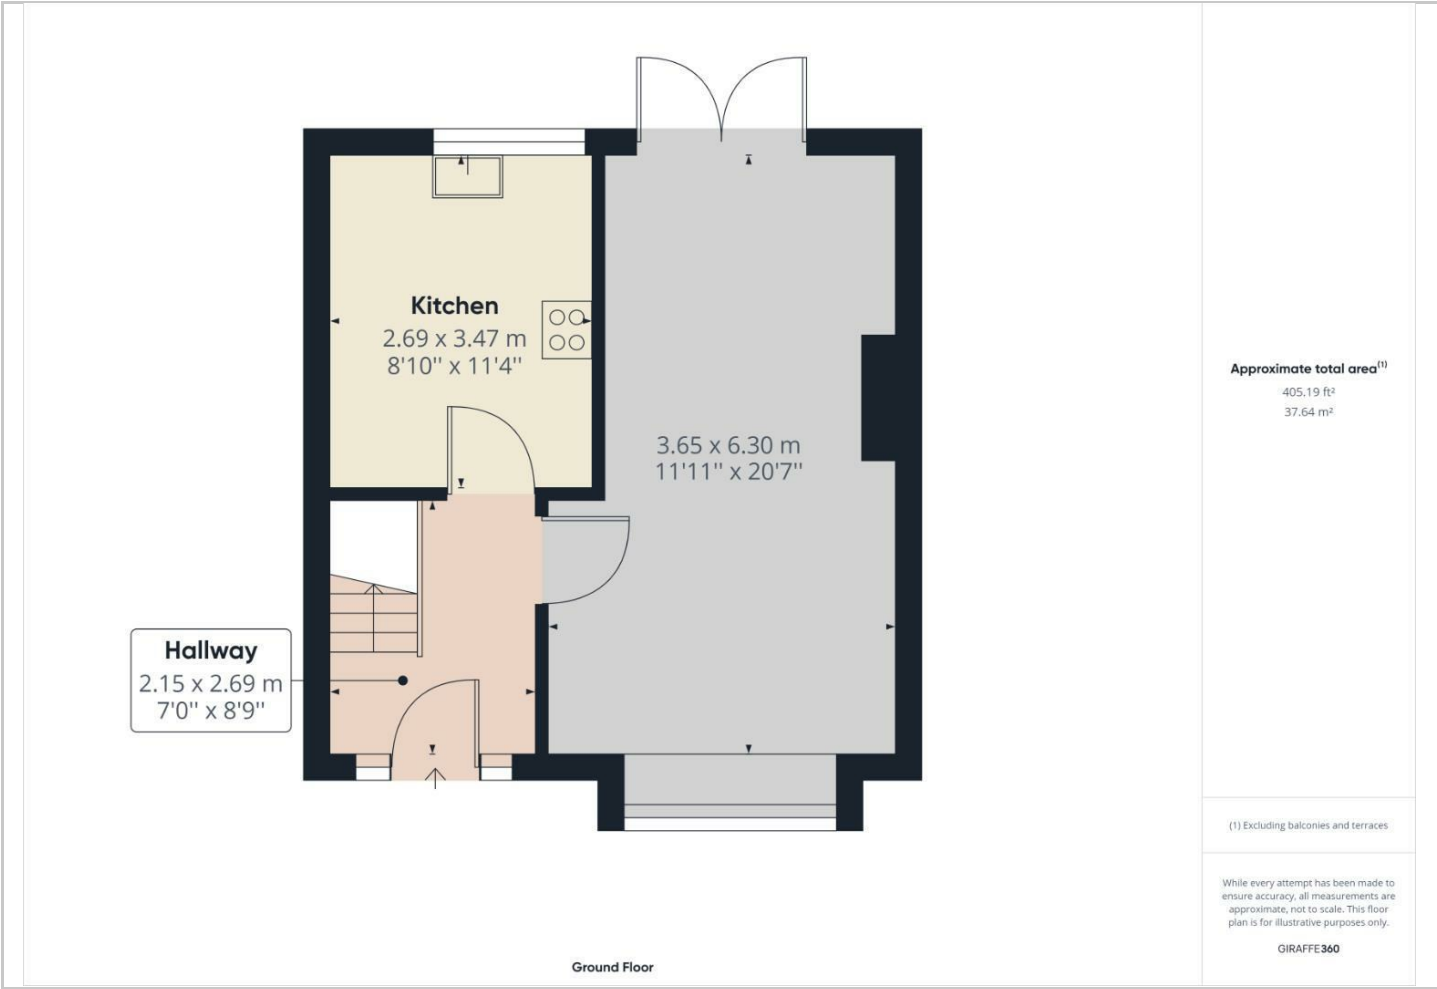 Kitchen
2.69 x 3.47 m
8'10'' x 11'4''
3.65 x 6.30 m
11'11'' x 20'7''
Hallway
2.15 x 2.69 m
7'0'' x 8'9''
Ground Floor
Approximate total area(1)
405.19 ft²
37.64 m²
(1) Excluding balconies and terraces
While every attempt has been made to
ensure accuracy, all measurements are
approximate, not to scale. This floor
plan is for illustrative purposes only.
GIRAFFE360